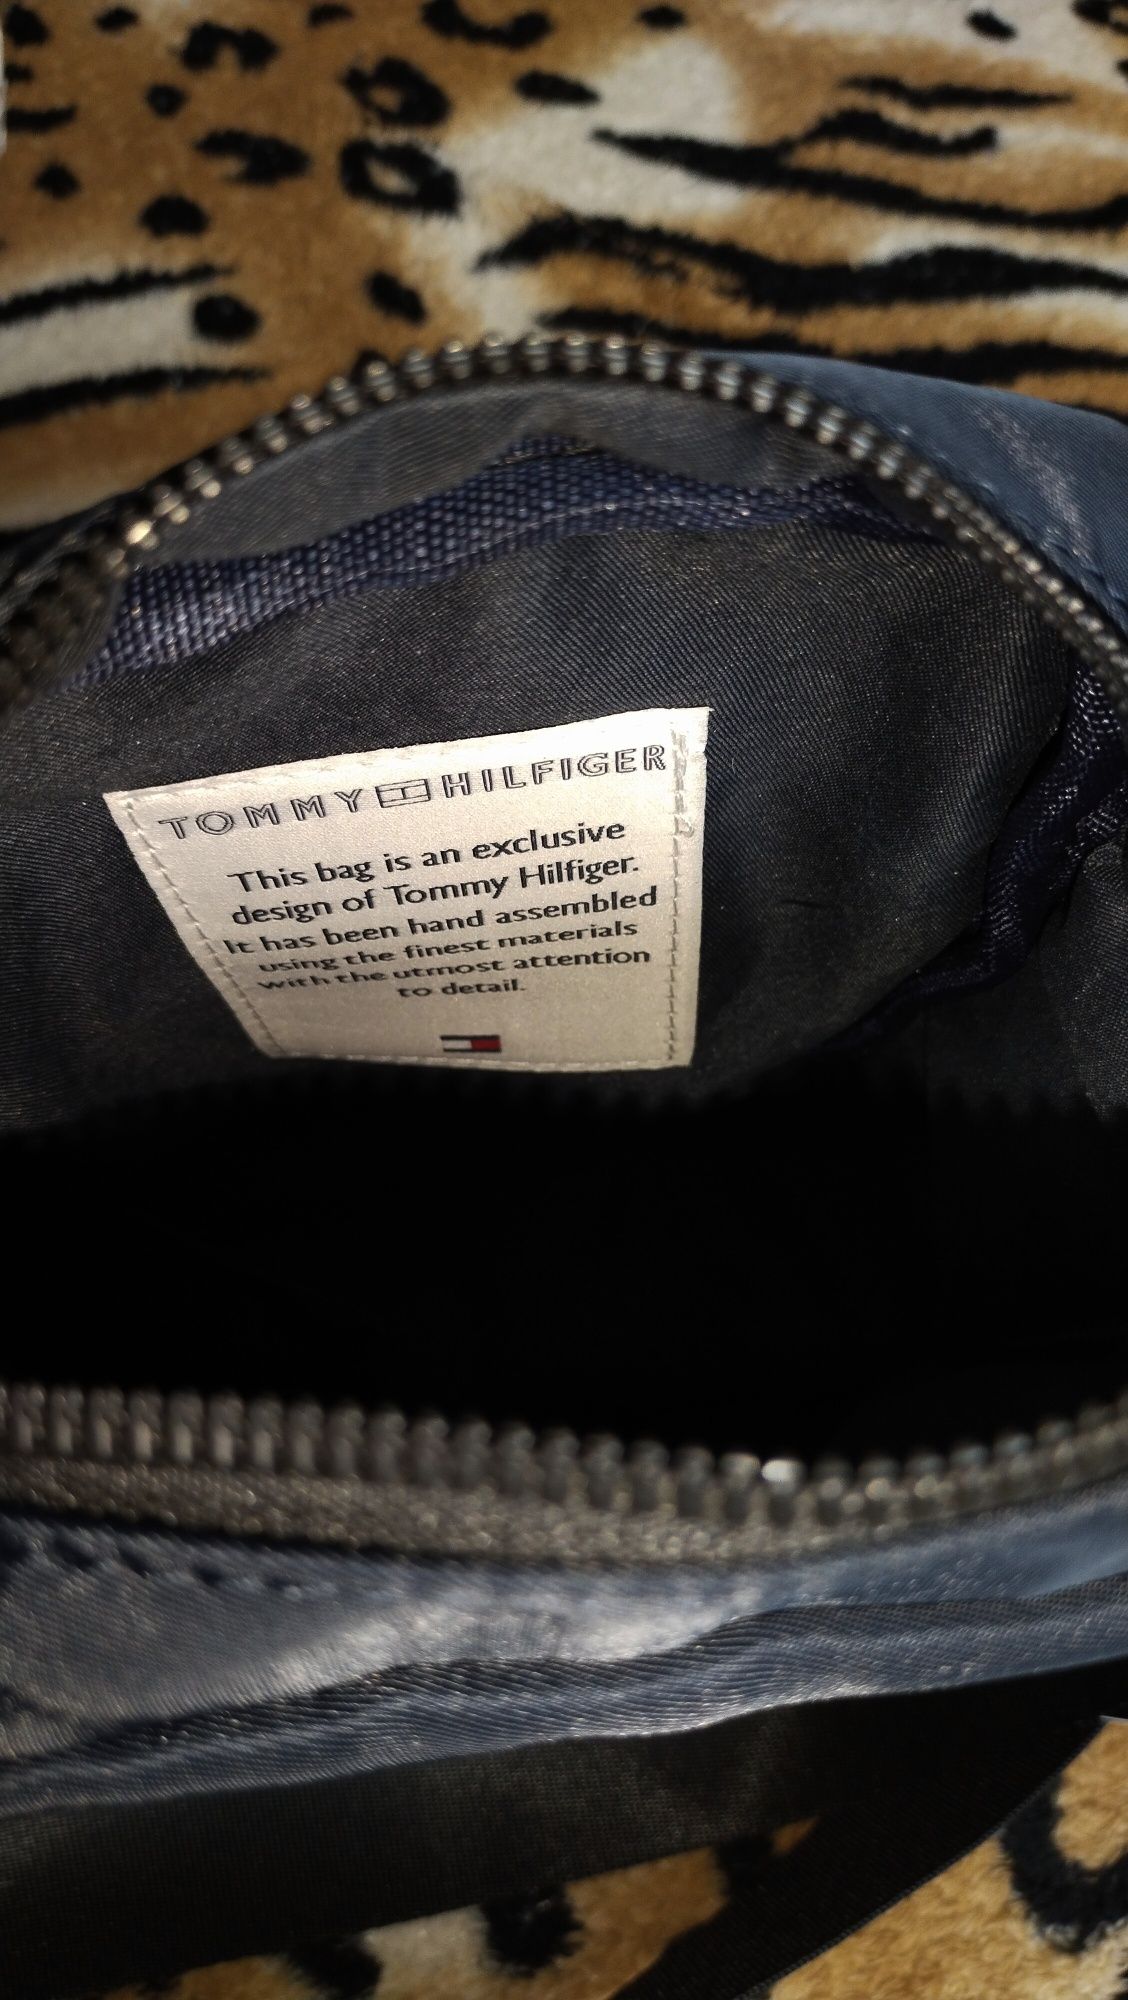 TOMMY HILFIGER
This bag is an exclusive
design of Tommy Hilfiger.
It has been hand assembled
using the finest materials
with the utmost attention
to detail.